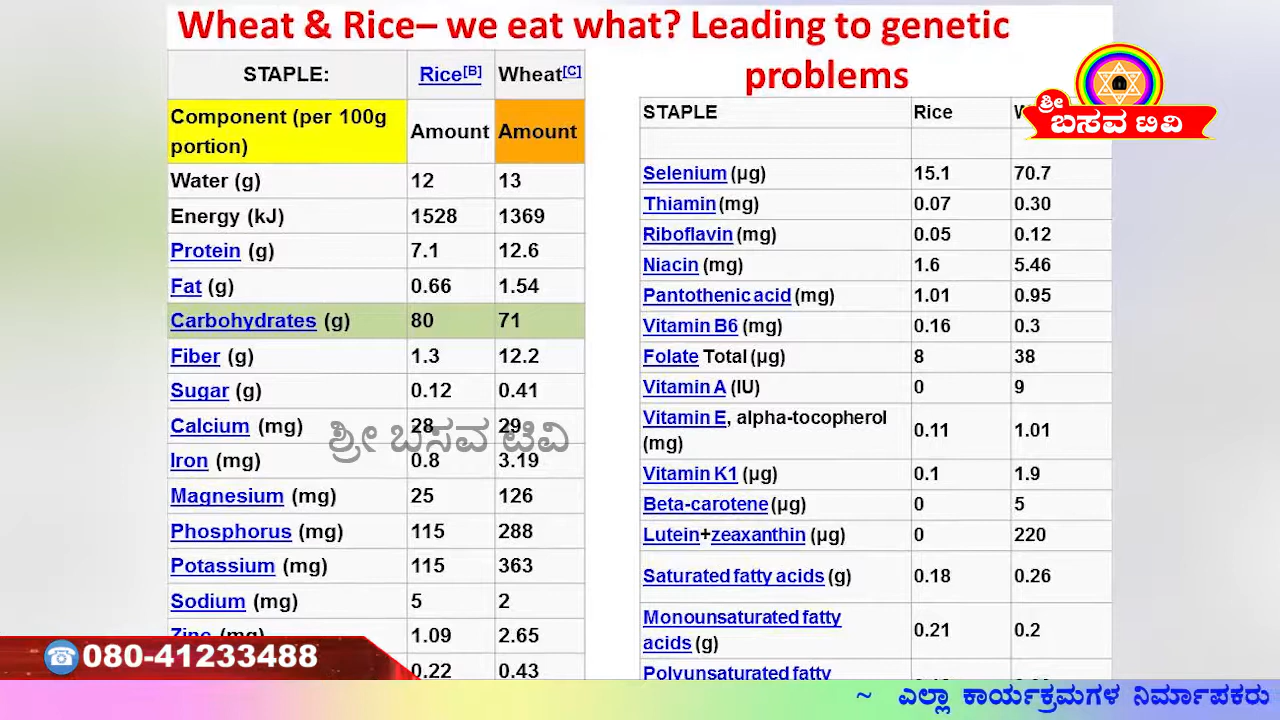 Wheat & Rice– we eat what? Leading to genetic
problems
STAPLE: Rice[B] Wheat[C]
Component (per 100g
portion) Amount Amount
Water (g) 12 13
Energy (kJ) 1528 1369
Protein (g) 7.1 12.6
Fat (g) 0.66 1.54
Carbohydrates (g) 80 71
Fiber (g) 1.3 12.2
Sugar (g) 0.12 0.41
Calcium (mg) 28 29
Iron (mg) 0.8 3.19
Magnesium (mg) 25 126
Phosphorus (mg) 115 288
Potassium (mg) 115 363
Sodium (mg) 5 2
Zinc (mg) 1.09 2.65
0.22 0.43
STAPLE Rice
Selenium (µg) 15.1 70.7
Thiamin (mg) 0.07 0.30
Riboflavin (mg) 0.05 0.12
Niacin (mg) 1.6 5.46
Pantothenic acid (mg) 1.01 0.95
Vitamin B6 (mg) 0.16 0.3
Folate Total (µg) 8 38
Vitamin A (IU) 0 9
Vitamin E, alpha-tocopherol
(mg) 0.11 1.01
Vitamin K1 (µg) 0.1 1.9
Beta-carotene (µg) 0 5
Lutein+zeaxanthin (µg) 0 220
Saturated fatty acids (g) 0.18 0.26
Monounsaturated fatty
acids (g) 0.21 0.2
Polyunsaturated fatty
ಶ್ರೀ
ಬಸವ ಟಿವಿ
ಶ್ರೀ ಬಸವ ಟಿವಿ
080-41233488
~ ಎಲ್ಲಾ ಕಾರ್ಯಕ್ರಮಗಳ ನಿರ್ಮಾಪಕರು